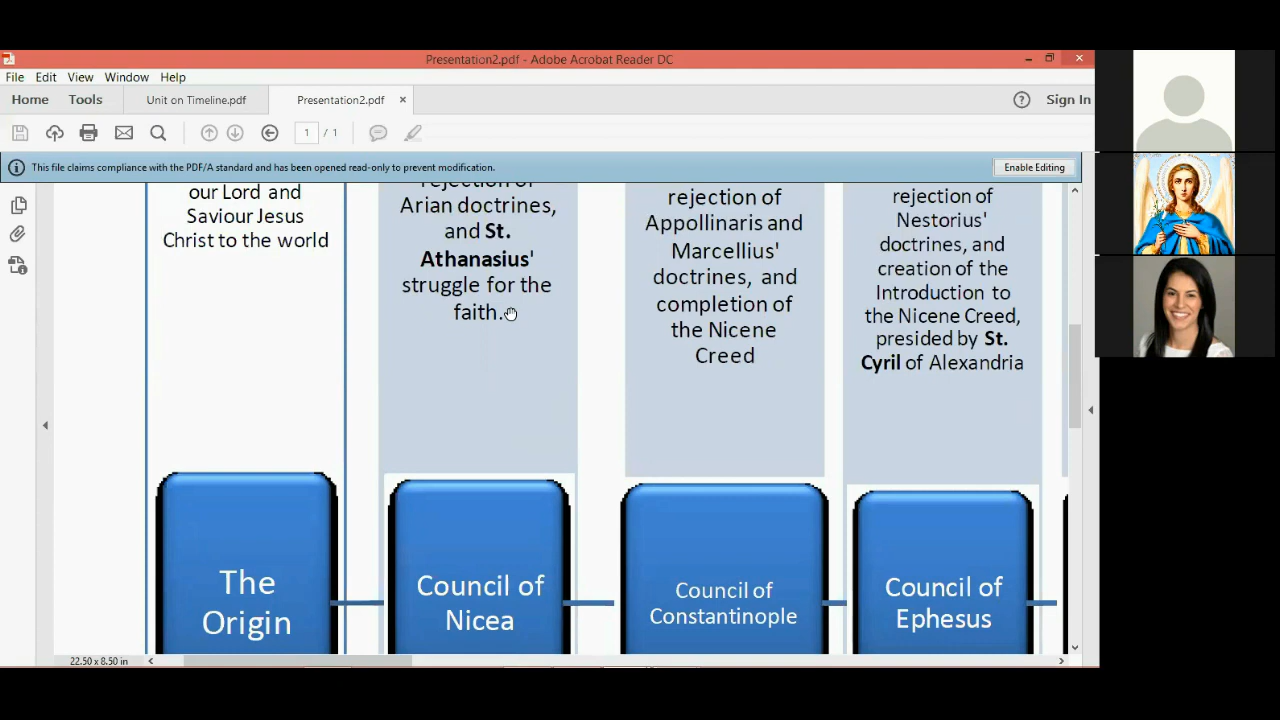 Presentation2.pdf - Adobe Acrobat Reader DC
File Edit View Window Help
Home Tools Unit on Timeline.pdf Presentation2.pdf × Sign In
1 / 1
This file claims compliance with the PDF/A standard and has been opened read-only to prevent modification. Enable Editing
our Lord and
Saviour Jesus
Christ to the world
rejection of
Arian doctrines,
and St.
Athanasius'
struggle for the
faith.
rejection of
Appollinaris and
Marcellius'
doctrines, and
completion of
the Nicene
Creed
rejection of
Nestorius'
doctrines, and
creation of the
Introduction to
the Nicene Creed,
presided by St.
Cyril of Alexandria
The
Origin
Council of
Nicea
Council of
Constantinople
Council of
Ephesus
22.50 x 8.50 in